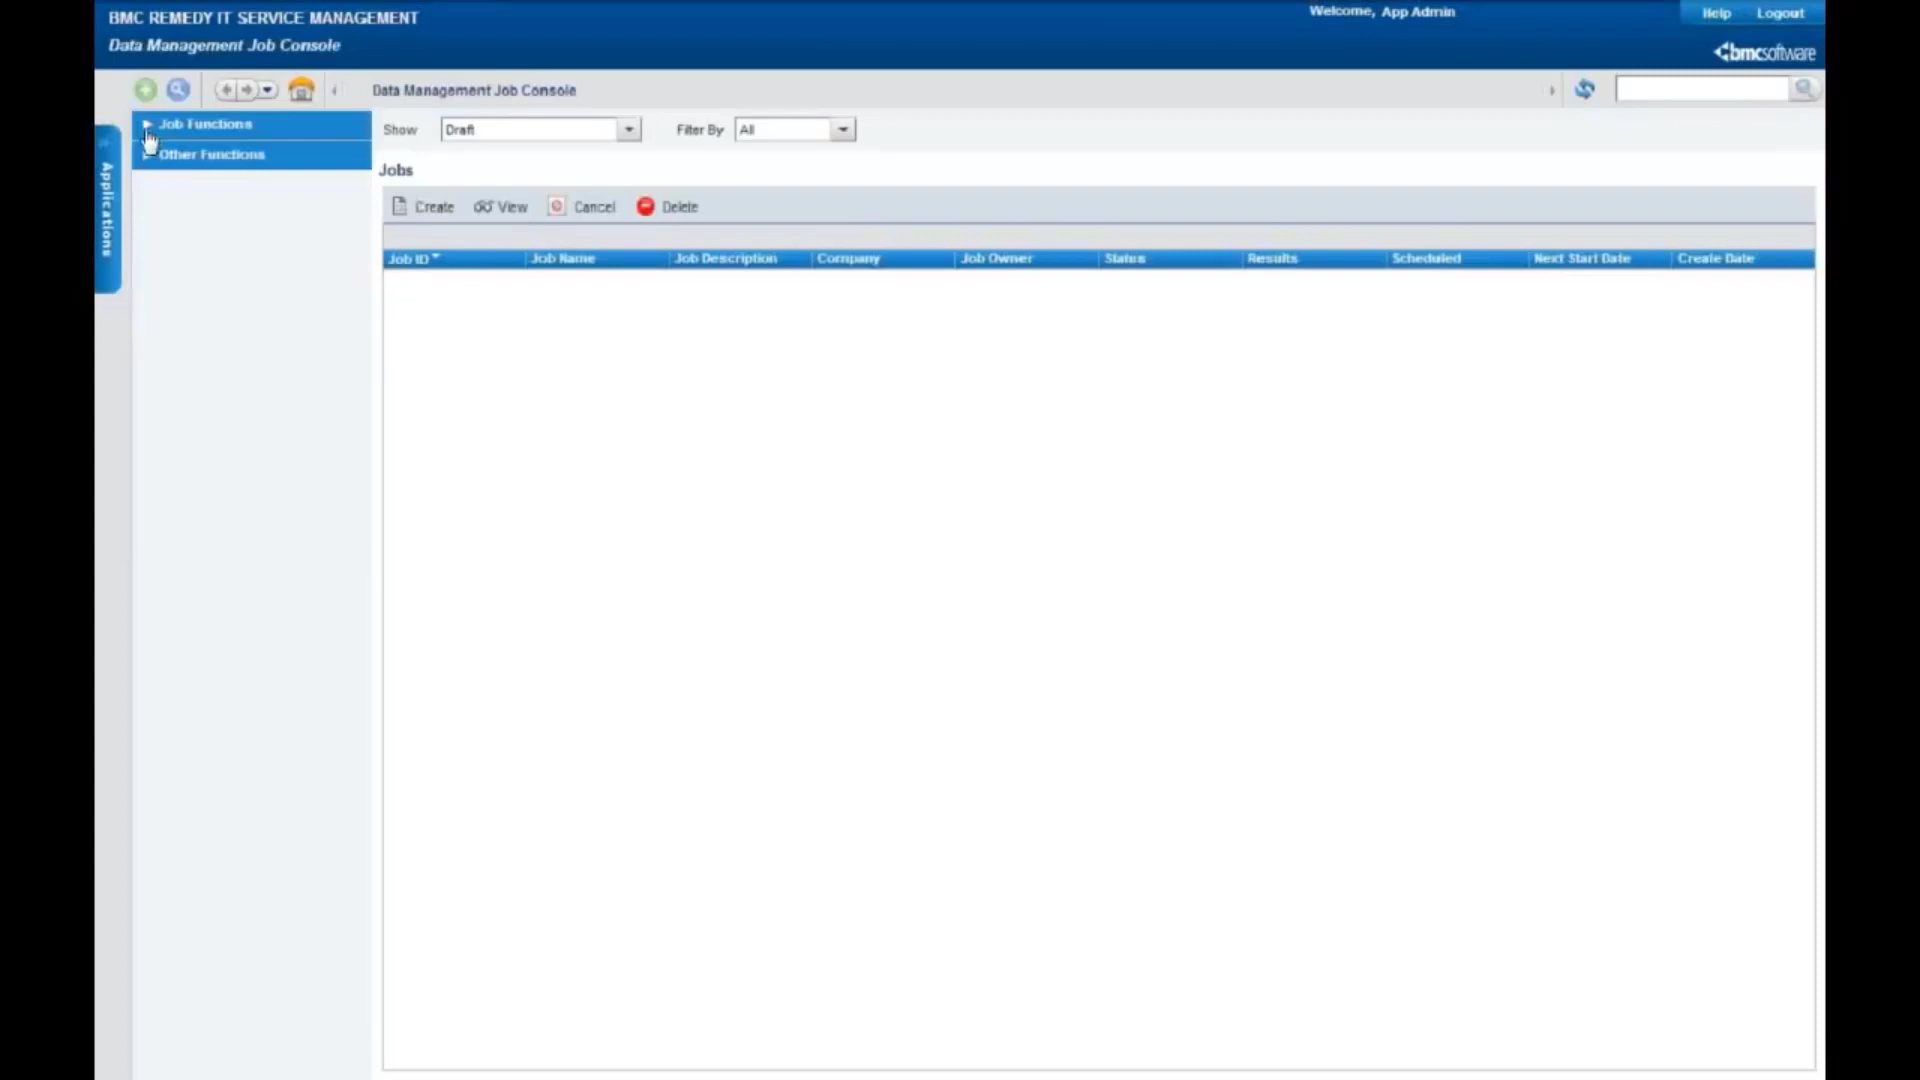 BMC REMEDY IT SERVICE MANAGEMENT
Welcome, App Admin
Help Logout
Data Management Job Console
bmcsoftware
Data Management Job Console
Applications
Job Functions
Other Functions
Show Draft Filter By All
Jobs
Create View Cancel Delete
Job ID Job Name Job Description Company Job Owner Status Results Scheduled Next Start Date Create Date